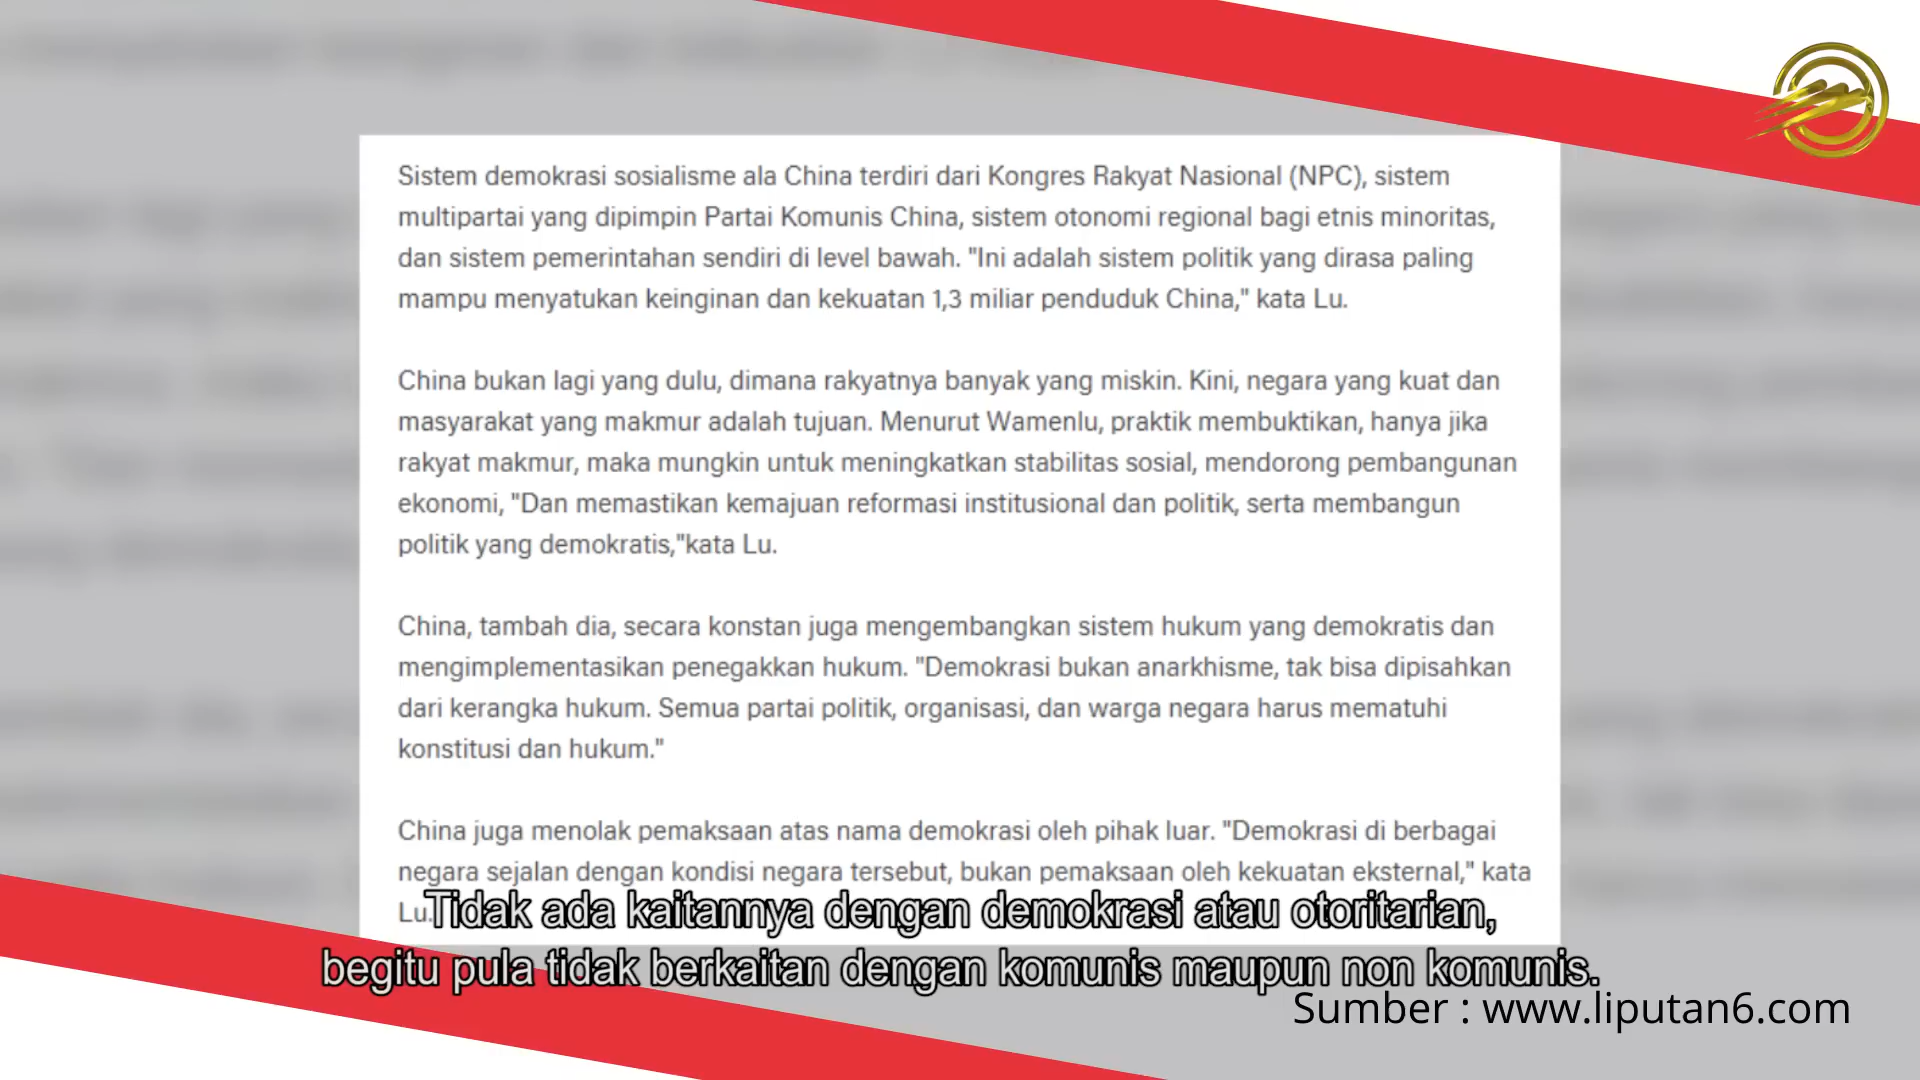 Sistem demokrasi sosialisme ala China terdiri dari Kongres Rakyat Nasional (NPC), sistem
multipartai yang dipimpin Partai Komunis China, sistem otonomi regional bagi etnis minoritas,
dan sistem pemerintahan sendiri di level bawah. "Ini adalah sistem politik yang dirasa paling
mampu menyatukan keinginan dan kekuatan 1,3 miliar penduduk China," kata Lu.
China bukan lagi yang dulu, dimana rakyatnya banyak yang miskin. Kini, negara yang kuat dan
masyarakat yang makmur adalah tujuan. Menurut Wamenlu, praktik membuktikan, hanya jika
rakyat makmur, maka mungkin untuk meningkatkan stabilitas sosial, mendorong pembangunan
ekonomi, "Dan memastikan kemajuan reformasi institusional dan politik, serta membangun
politik yang demokratis,"kata Lu.
China, tambah dia, secara konstan juga mengembangkan sistem hukum yang demokratis dan
mengimplementasikan penegakkan hukum. "Demokrasi bukan anarkhisme, tak bisa dipisahkan
dari kerangka hukum. Semua partai politik, organisasi, dan warga negara harus mematuhi
konstitusi dan hukum."
China juga menolak pemaksaan atas nama demokrasi oleh pihak luar. "Demokrasi di berbagai
negara sejalan dengan kondisi negara tersebut, bukan pemaksaan oleh kekuatan eksternal," kata
Lu.
Tidak ada kaitannya dengan demokrasi atau otoritarian,
begitu pula tidak berkaitan dengan komunis maupun non komunis.
Sumber : www.liputan6.com